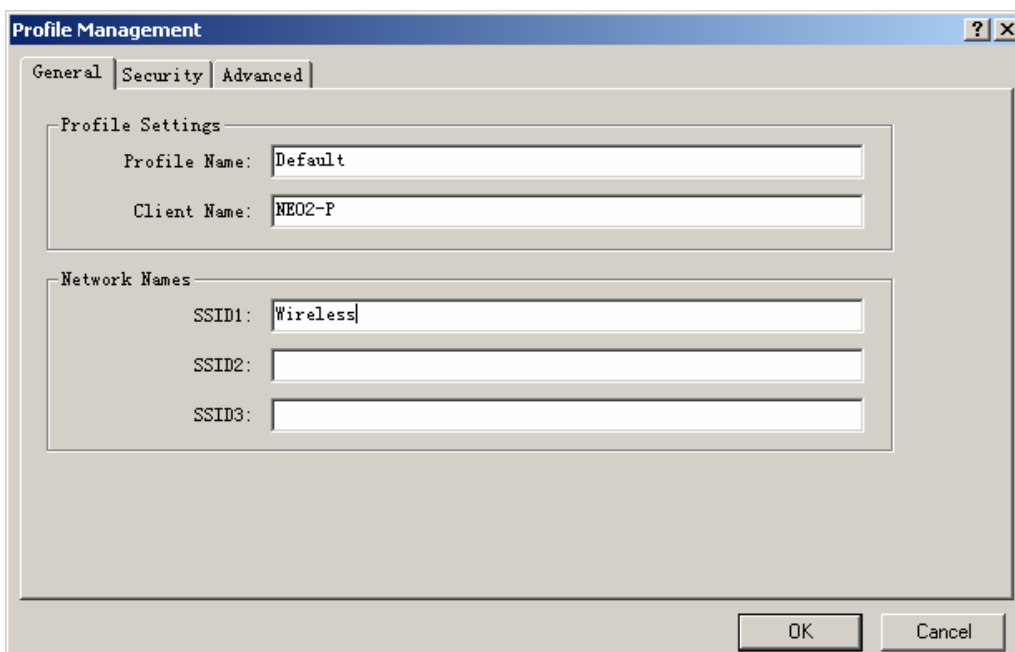 Profile Management
General Security Advanced
Profile Settings
Profile Name: Default
Client Name: NEO2-P
Network Names
SSID1: Wireless
SSID2:
SSID3:
OK Cancel